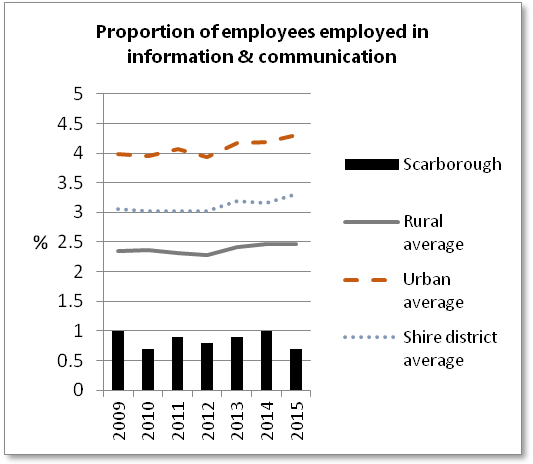 Proportion of employees employed in
information & communication
5
4.5
4
3.5
3
% 2.5
2
1.5
1
0.5
0
2009
2010
2011
2012
2013
2014
2015
Scarborough
Rural
average
Urban
average
Shire district
average